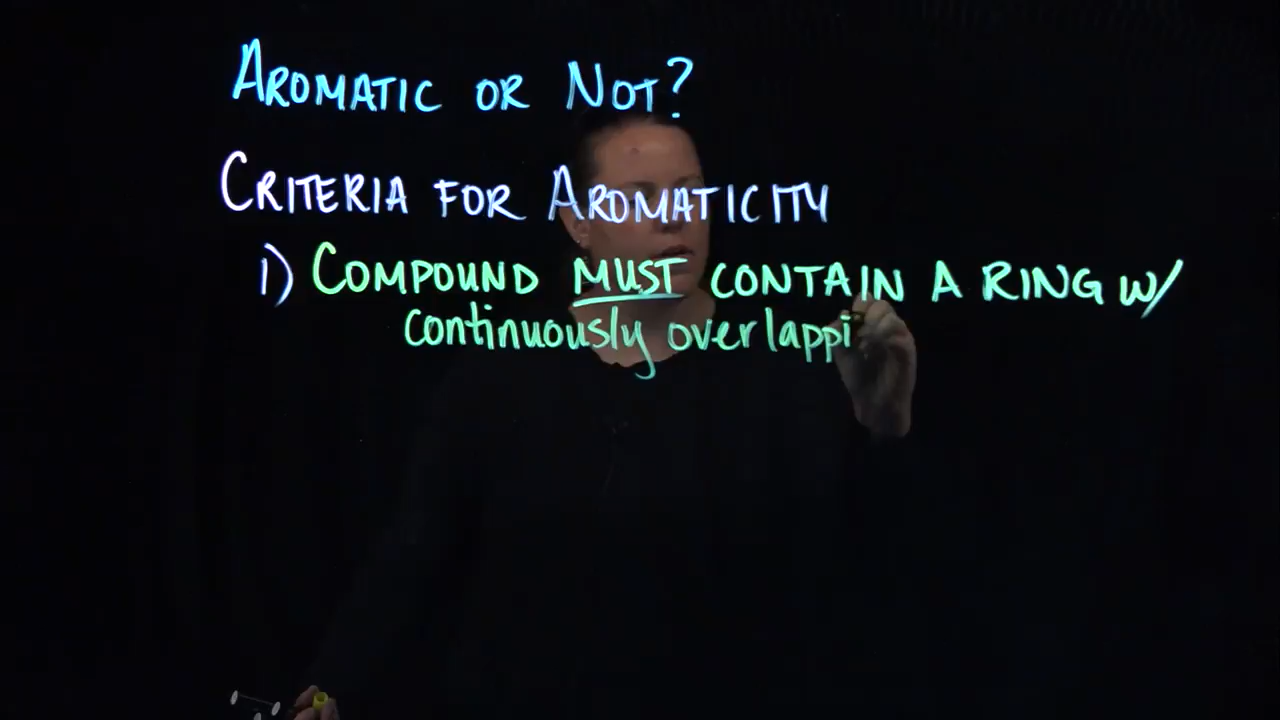 AROMATIC OR NOT?
CRITERIA FOR AROMATICITY
1) COMPOUND MUST CONTAIN A RING W/
continuously overlappi